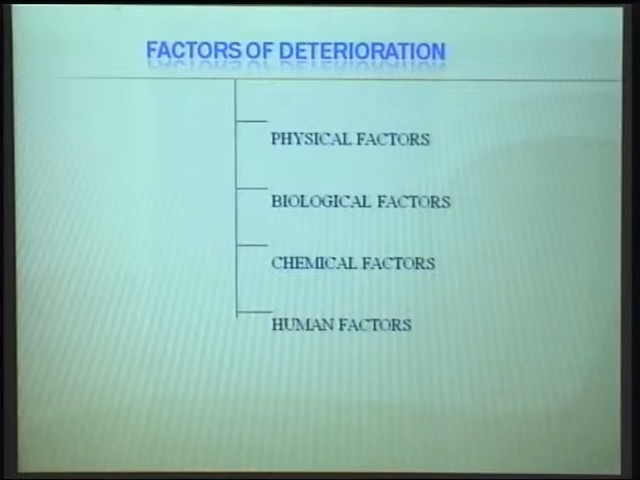 FACTORS OF DETERIORATION
PHYSICAL FACTORS
BIOLOGICAL FACTORS
CHEMICAL FACTORS
HUMAN FACTORS